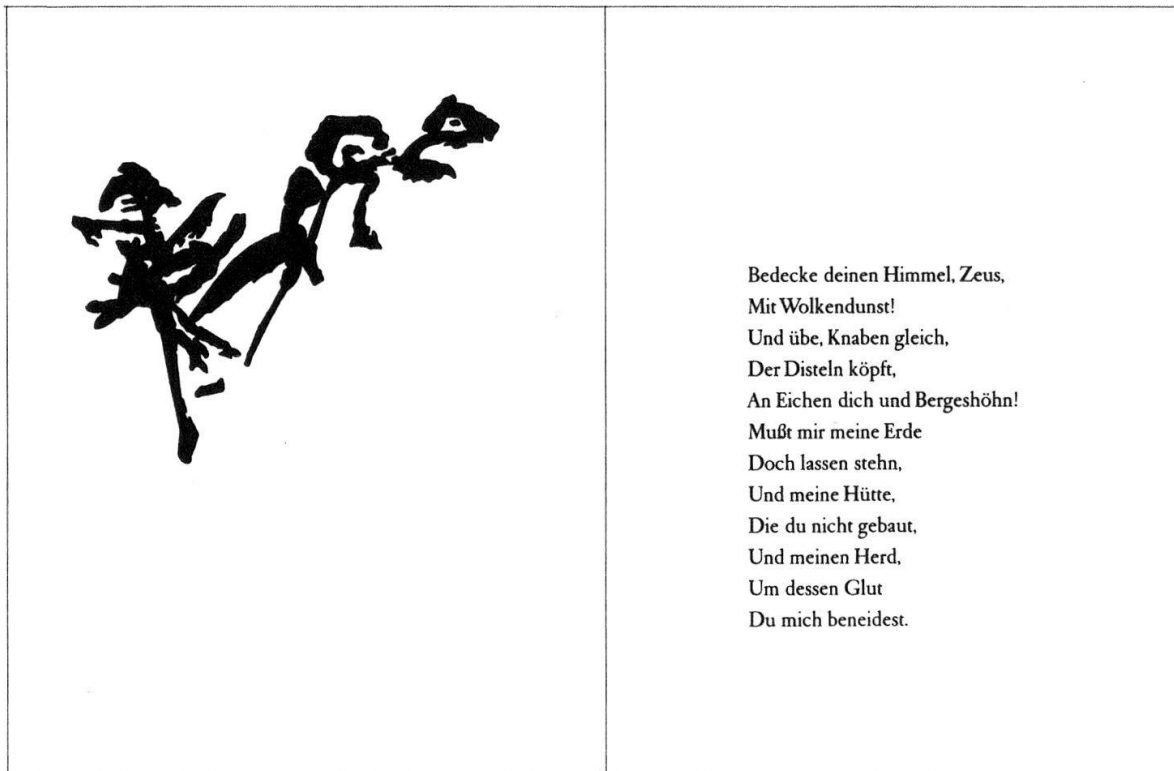 Bedecke deinen Himmel, Zeus,
Mit Wolkendunst!
Und übe, Knaben gleich,
Der Disteln köpft,
An Eichen dich und Bergeshöhn!
Mußt mir meine Erde
Doch lassen stehn,
Und meine Hütte,
Die du nicht gebaut,
Und meinen Herd,
Um dessen Glut
Du mich beneidest.